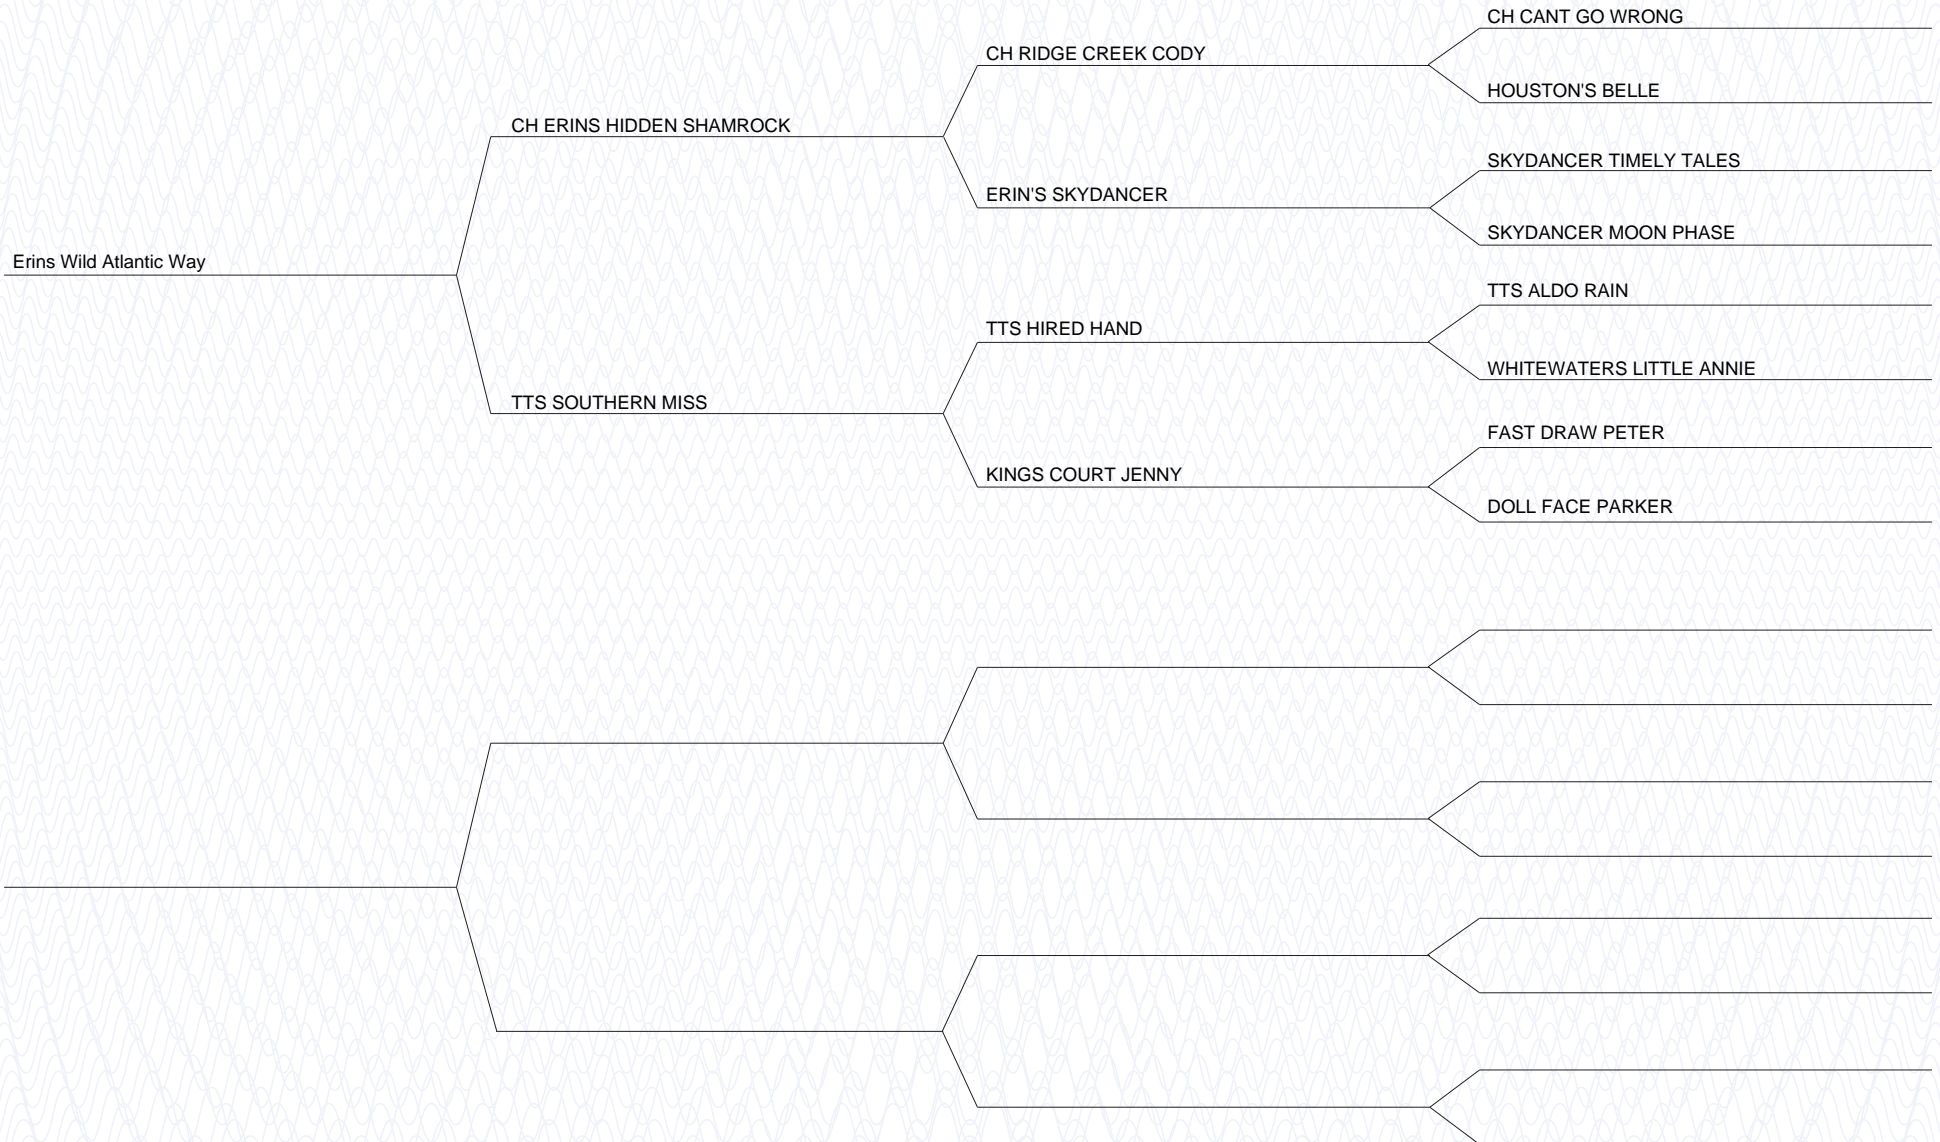 CH CANT GO WRONG
CH RIDGE CREEK CODY
HOUSTON'S BELLE
CH ERINS HIDDEN SHAMROCK
SKYDANCER TIMELY TALES
ERIN'S SKYDANCER
SKYDANCER MOON PHASE
Erins Wild Atlantic Way
TTS ALDO RAIN
TTS HIRED HAND
WHITEWATERS LITTLE ANNIE
TTS SOUTHERN MISS
FAST DRAW PETER
KINGS COURT JENNY
DOLL FACE PARKER